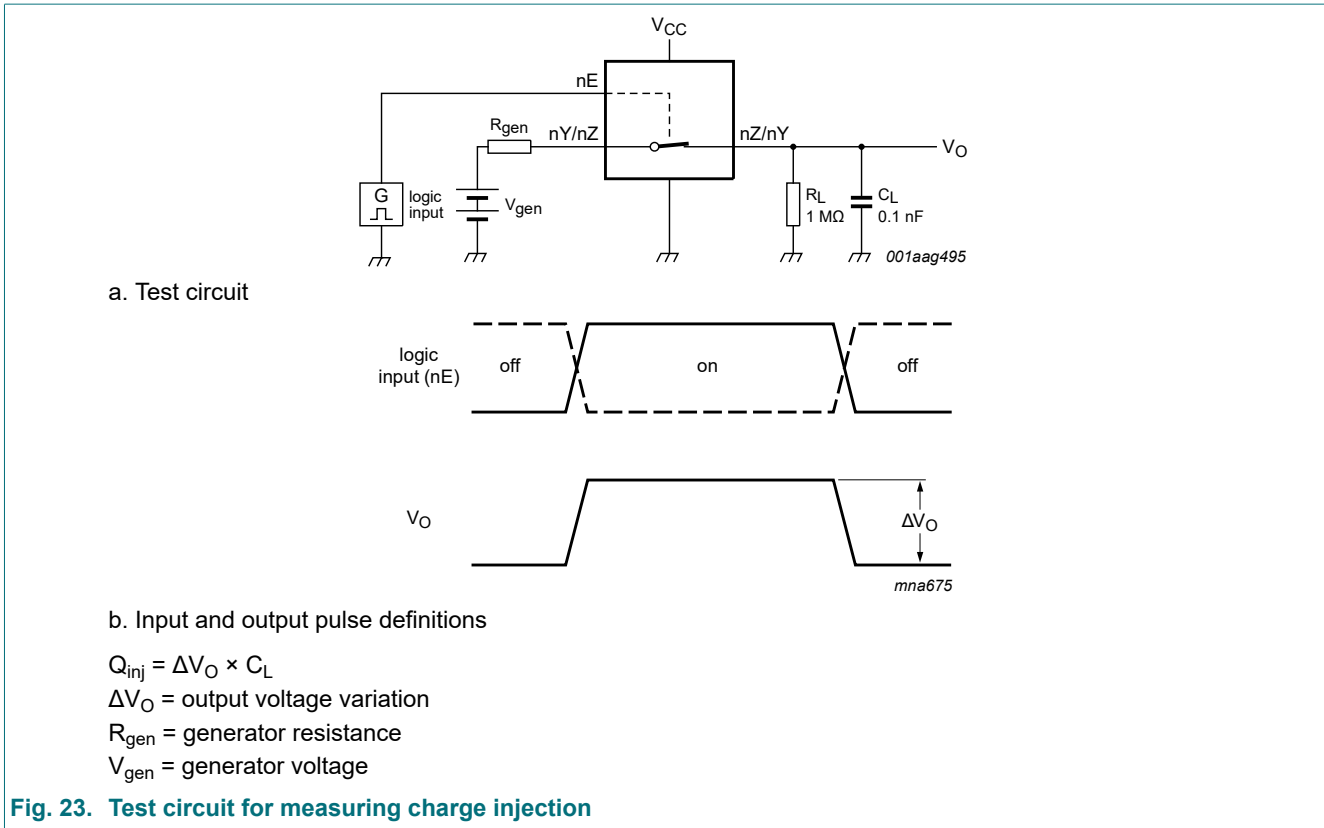 VCC
nE
Rgen
nY/nZ
nZ/nY
VO
G
logic
input
Vgen
RL
1 MΩ
CL
0.1 nF
001aag495
a. Test circuit
logic
input (nE)
off
on
off
VO
ΔVO
mna675
b. Input and output pulse definitions
Qinj = ΔVO × CL
ΔVO = output voltage variation
Rgen = generator resistance
Vgen = generator voltage
Fig. 23. Test circuit for measuring charge injection